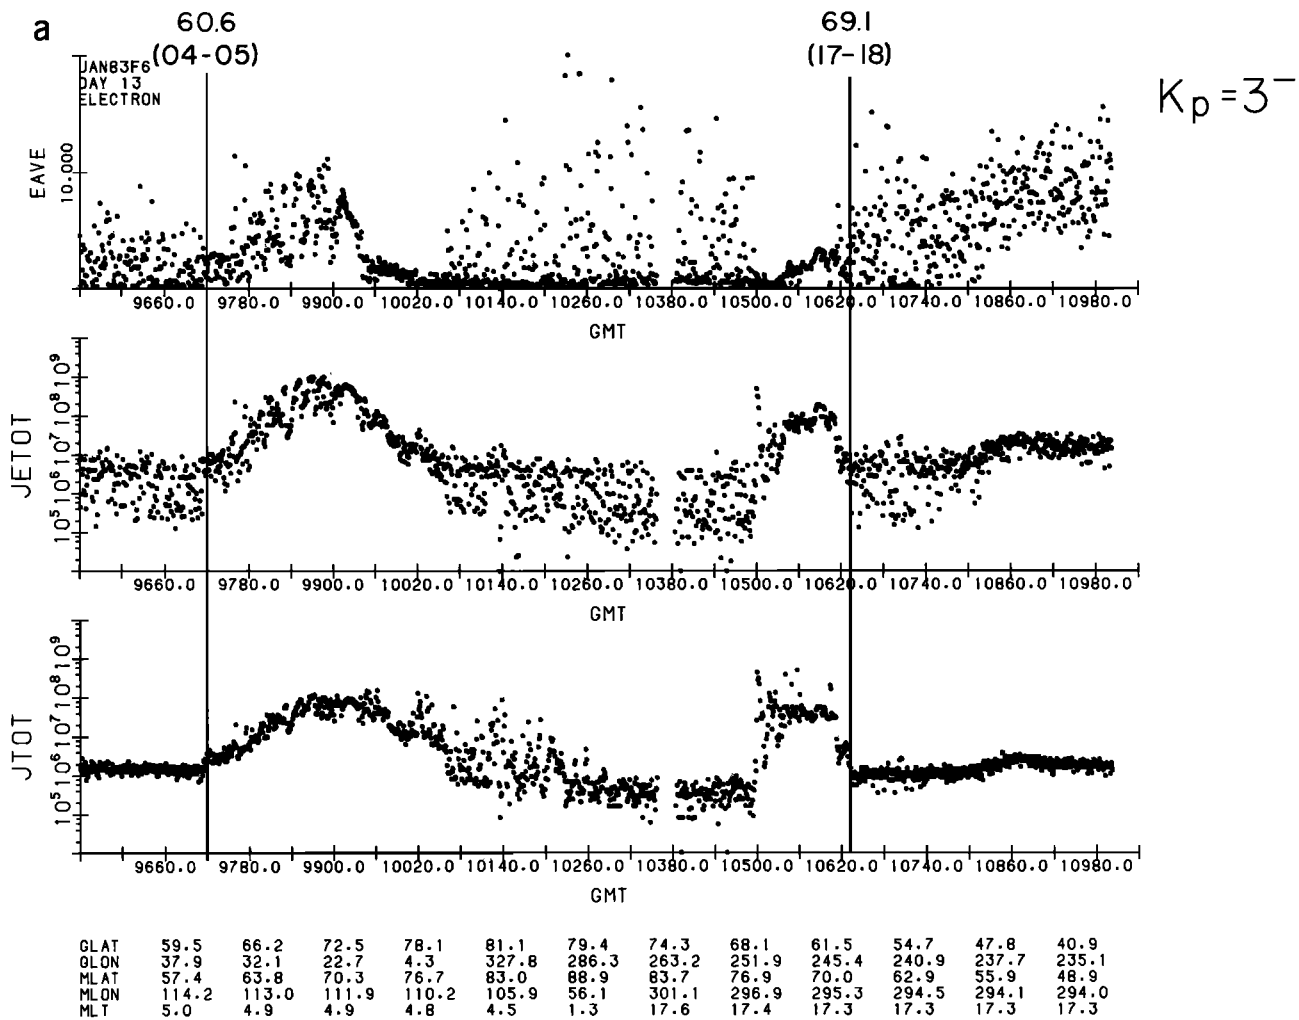 a
60.6
(04-05)
69.1
(17-18)
Kp=3⁻
JAN83F6
DAY 13
ELECTRON
EAVE
10.000
9660.0 9780.0 9900.0 10020.0 10140.0 10260.0 10380.0 10500.0 10620.0 10740.0 10860.0 10980.0
GMT
JETOT
10⁵ 10⁶ 10⁷ 10⁸ 10⁹
9660.0 9780.0 9900.0 10020.0 10140.0 10260.0 10380.0 10500.0 10620.0 10740.0 10860.0 10980.0
GMT
JTOT
10⁵ 10⁶ 10⁷ 10⁸ 10⁹
9660.0 9780.0 9900.0 10020.0 10140.0 10260.0 10380.0 10500.0 10620.0 10740.0 10860.0 10980.0
GMT
GLAT 59.5 66.2 72.5 78.1 81.1 79.4 74.3 68.1 61.5 54.7 47.8 40.9
GLON 37.9 32.1 22.7 4.3 327.8 286.3 263.2 251.9 245.4 240.9 237.7 235.1
MLAT 57.4 63.8 70.3 76.7 83.0 88.9 83.7 76.9 70.0 62.9 55.9 48.9
MLON 114.2 113.0 111.9 110.2 105.9 56.1 301.1 296.9 295.3 294.5 294.1 294.0
MLT 5.0 4.9 4.9 4.8 4.5 1.3 17.6 17.4 17.3 17.3 17.3 17.3